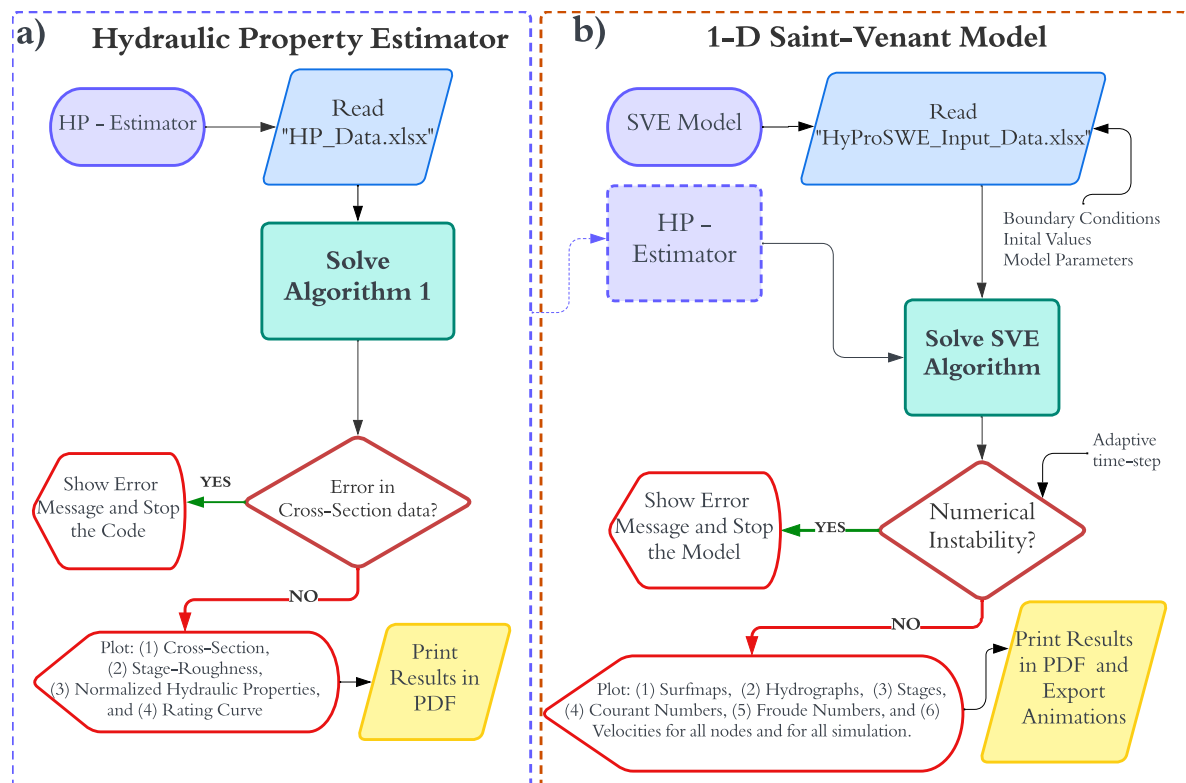 a)
Hydraulic Property Estimator
HP - Estimator
Read
"HP_Data.xlsx"
Solve
Algorithm 1
Error in
Cross-Section data?
YES
Show Error
Message and Stop
the Code
NO
Plot: (1) Cross-Section,
(2) Stage-Roughness,
(3) Normalized Hydraulic Properties,
and (4) Rating Curve
Print
Results in
PDF
b)
1-D Saint-Venant Model
SVE Model
Read
"HyProSWE_Input_Data.xlsx"
Boundary Conditions
Inital Values
Model Parameters
HP -
Estimator
Solve SVE
Algorithm
Adaptive
time-step
Numerical
Instability?
YES
Show Error
Message and Stop
the Model
NO
Plot: (1) Surfmaps, (2) Hydrographs, (3) Stages,
(4) Courant Numbers, (5) Froude Numbers, and (6)
Velocities for all nodes and for all simulation.
Print Results
in PDF and
Export
Animations